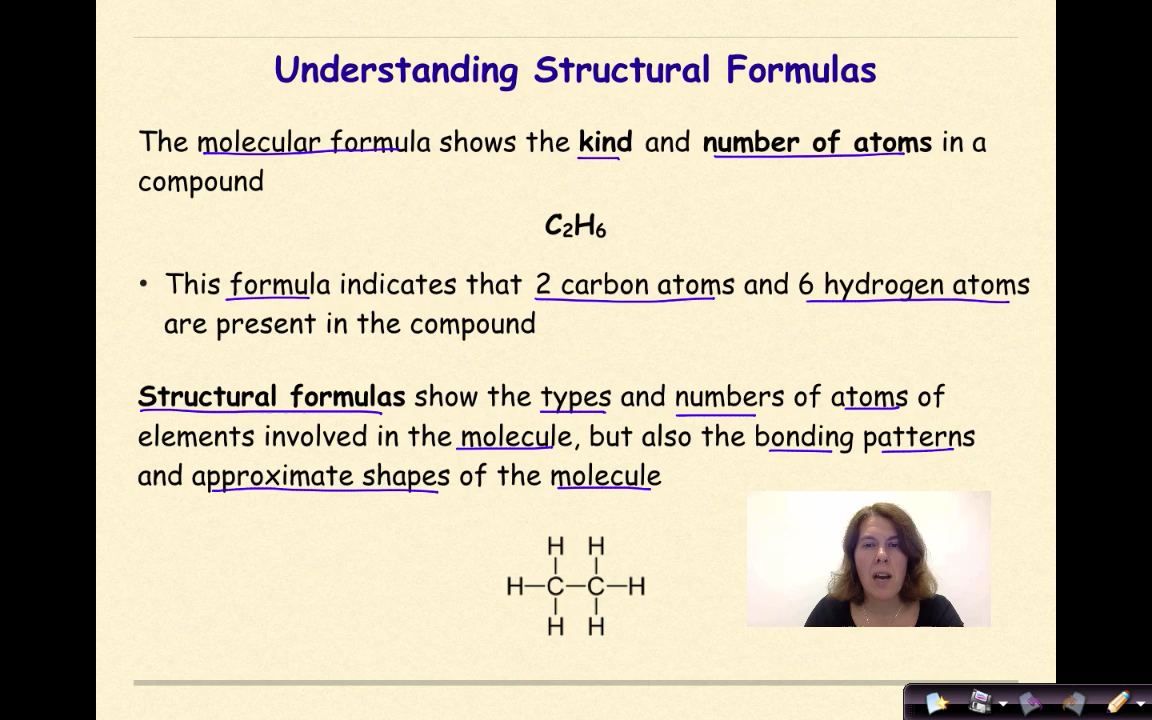 Understanding Structural Formulas
The molecular formula shows the kind and number of atoms in a
compound
C₂H₆
• This formula indicates that 2 carbon atoms and 6 hydrogen atoms
are present in the compound
Structural formulas show the types and numbers of atoms of
elements involved in the molecule, but also the bonding patterns
and approximate shapes of the molecule
H H
H—C—C—H
H H